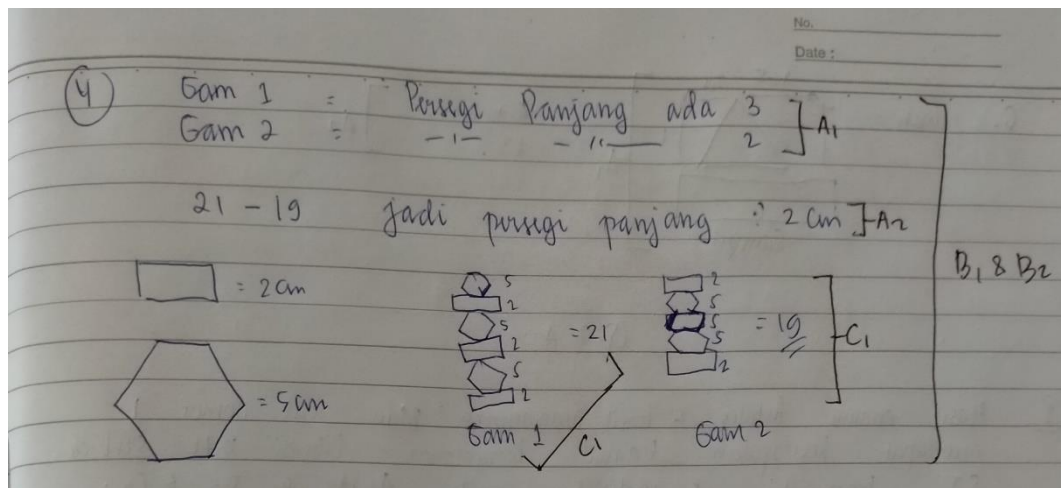 No.
Date :
4
Gam 1 = Persegi Panjang ada 3
Gam 2 = -1- -11- 2
A1
21 - 19 jadi persegi panjang : 2 cm
A2
B1 & B2
= 2 cm
= 5 cm
5
2
5
2
5
2
= 21
Gam 1
C1
2
5
5
5
2
= 19
C1
Gam 2